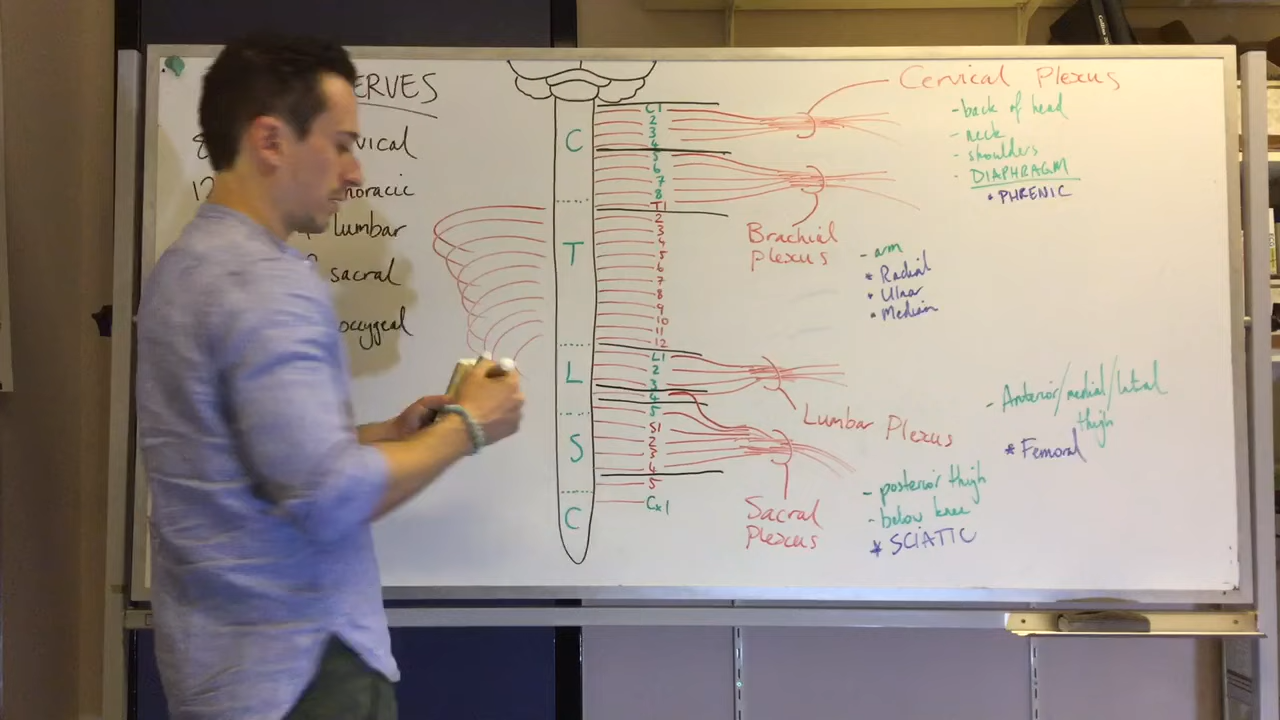 ERVES
8
vical
12
horacic
lumbar
sacral
occygeal
C
T
L
S
C
C1
2
3
4
5
6
7
8
T1
2
3
4
5
6
7
8
9
10
11
12
L1
2
3
4
5
S1
2
3
4
5
Cx1
Cervical Plexus
- back of head
- neck
- shoulders
- DIAPHRAGM
* PHRENIC
Brachial
plexus
- arm
* Radial
* Ulnar
* Median
Lumbar Plexus
- Anterior/medial/lateral
thigh
* Femoral
Sacral
Plexus
- posterior thigh
- below knee
* SCIATIC